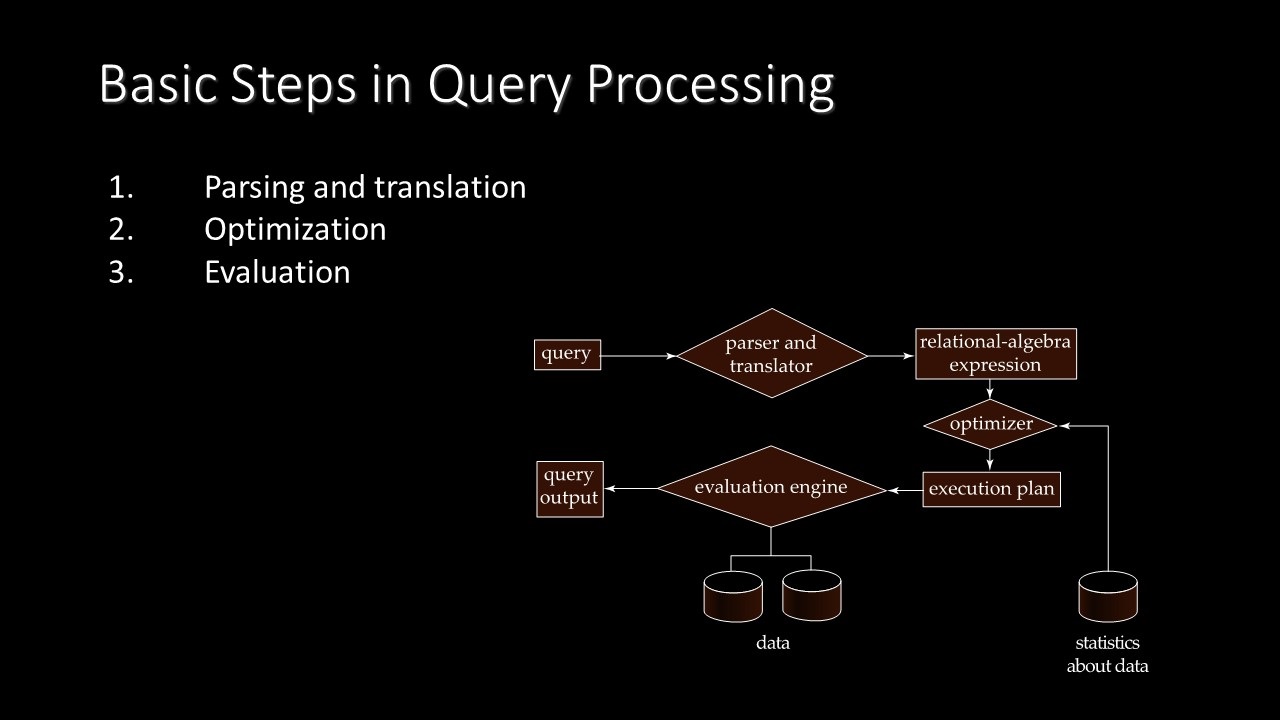 Basic Steps in Query Processing
1. Parsing and translation
2. Optimization
3. Evaluation
query
parser and
translator
relational-algebra
expression
optimizer
query
output
evaluation engine
execution plan
data
statistics
about data